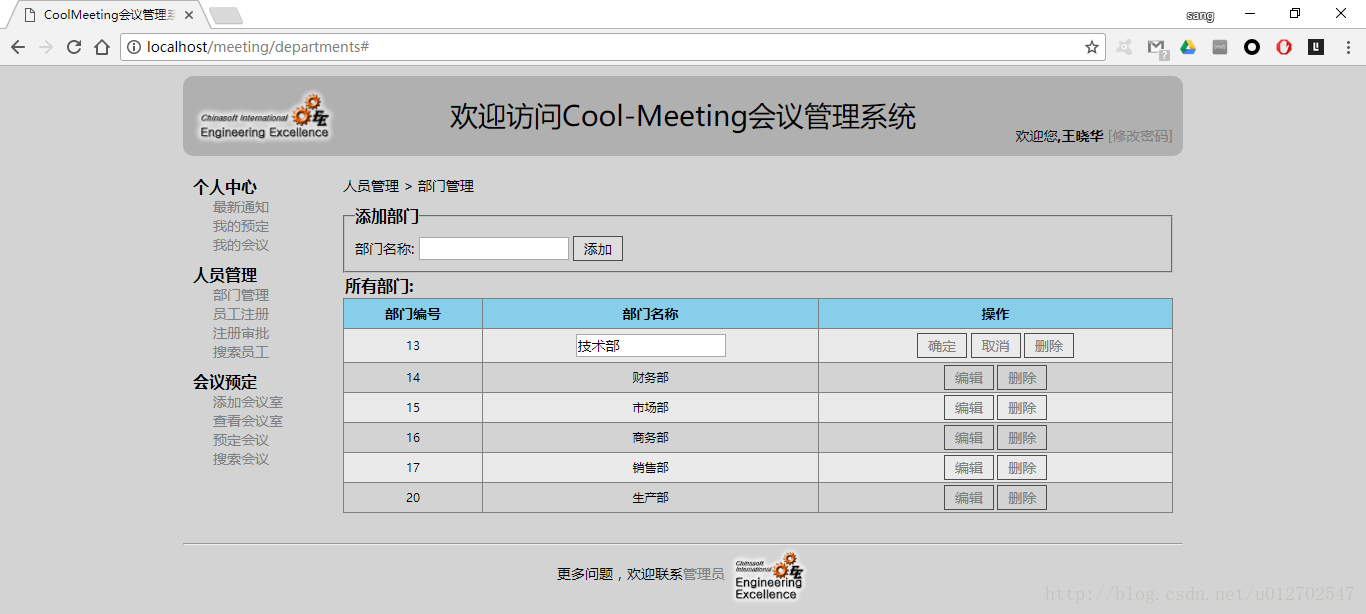 CoolMeeting会议管理系
sang
localhost/meeting/departments#
Chinasoft International
Engineering Excellence
欢迎访问Cool-Meeting会议管理系统
欢迎您,王晓华 [修改密码]
个人中心
最新通知
我的预定
我的会议
人员管理
部门管理
员工注册
注册审批
搜索员工
会议预定
添加会议室
查看会议室
预定会议
搜索会议
人员管理 > 部门管理
添加部门
部门名称: 添加
所有部门:
部门编号 部门名称 操作
13 技术部 确定 取消 删除
14 财务部 编辑 删除
15 市场部 编辑 删除
16 商务部 编辑 删除
17 销售部 编辑 删除
20 生产部 编辑 删除
更多问题，欢迎联系管理员
Chinasoft
International
Engineering
Excellence
http://blog.csdn.net/u012702547